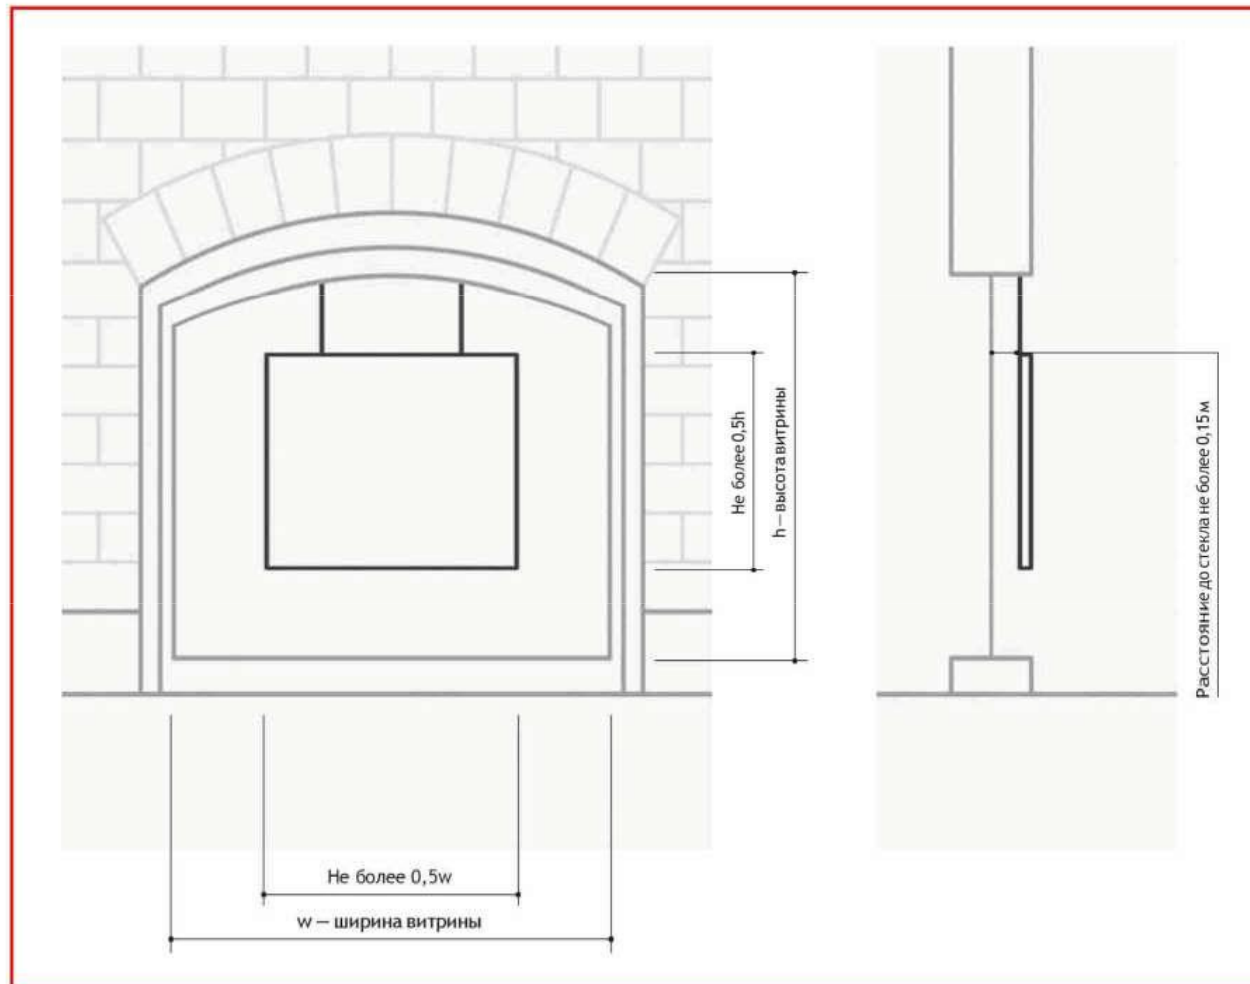 Не более 0,5h
h — высота витрины
Расстояние до стекла не более 0,15м
Не более 0,5w
w — ширина витрины